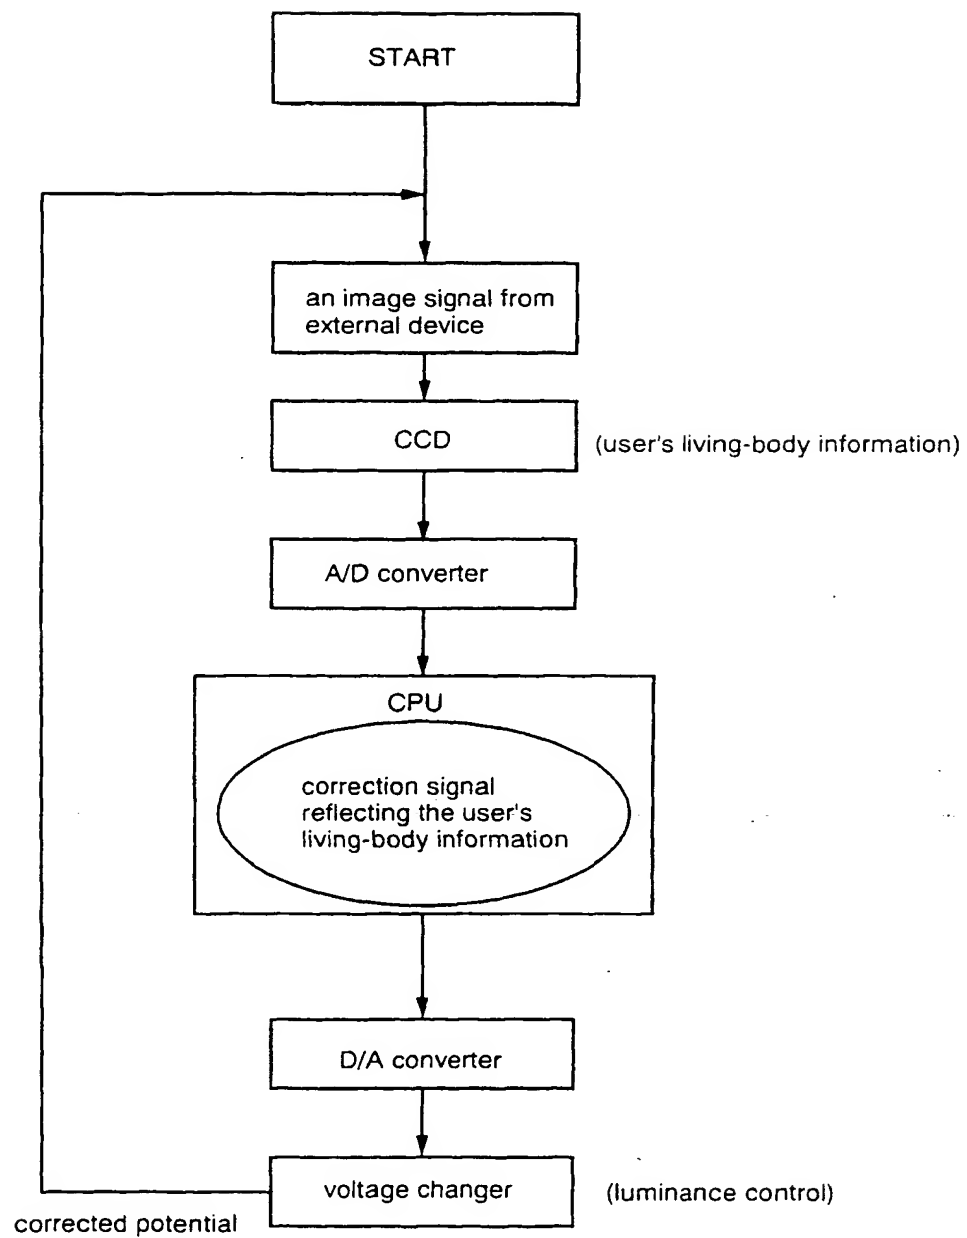 START
an image signal from
external device
CCD
(user's living-body information)
A/D converter
CPU
correction signal
reflecting the user's
living-body information
D/A converter
voltage changer
(luminance control)
corrected potential